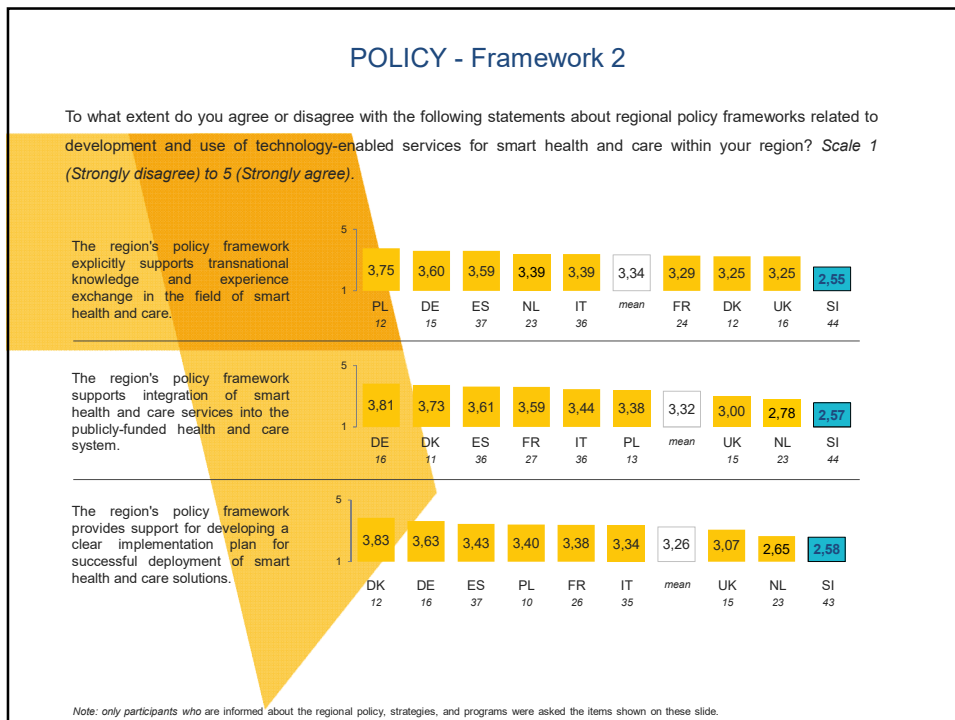 POLICY - Framework 2
To what extent do you agree or disagree with the following statements about regional policy frameworks related to
development and use of technology-enabled services for smart health and care within your region? Scale 1
(Strongly disagree) to 5 (Strongly agree).
The region's policy framework
explicitly supports transnational
knowledge and experience
exchange in the field of smart
health and care.
5
1
3,75 3,60 3,59 3,39 3,39 3,34 3,29 3,25 3,25 2,55
PL DE ES NL IT mean FR DK UK SI
12 15 37 23 36 24 12 16 44
The region's policy framework
supports integration of smart
health and care services into the
publicly-funded health and care
system.
5
1
3,81 3,73 3,61 3,59 3,44 3,38 3,32 3,00 2,78 2,57
DE DK ES FR IT PL mean UK NL SI
16 11 36 27 36 13 15 23 44
The region's policy framework
provides support for developing a
clear implementation plan for
successful deployment of smart
health and care solutions.
5
1
3,83 3,63 3,43 3,40 3,38 3,34 3,26 3,07 2,65 2,58
DK DE ES PL FR IT mean UK NL SI
12 16 37 10 26 35 15 23 43
Note: only participants who are informed about the regional policy, strategies, and programs were asked the items shown on these slide.